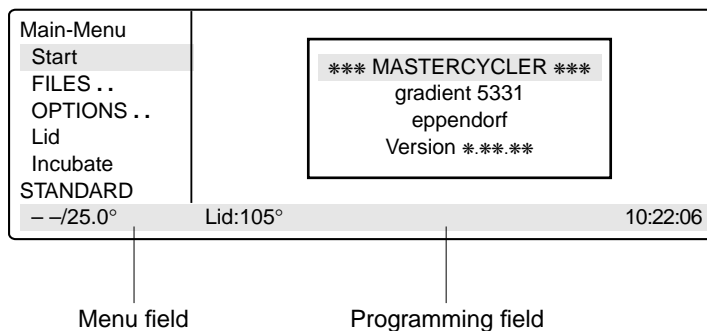 Main-Menu
Start
FILES . .
OPTIONS . .
Lid
Incubate
STANDARD
*** MASTERCYCLER ***
gradient 5331
eppendorf
Version *.**.**
– –/25.0° Lid:105° 10:22:06
Menu field Programming field